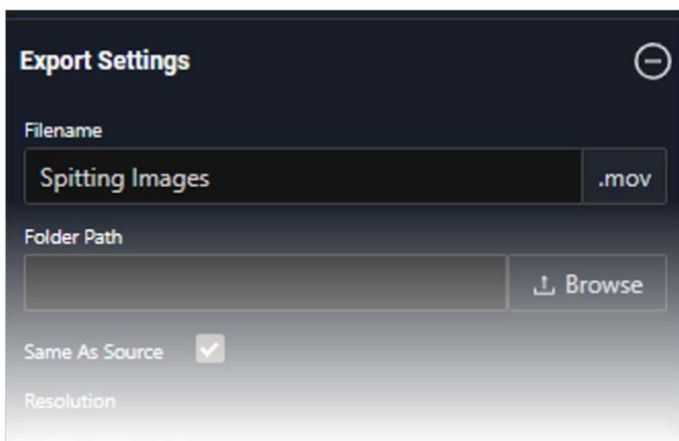 Export Settings
Filename
Spitting Images .mov
Folder Path
Browse
Same As Source
Resolution